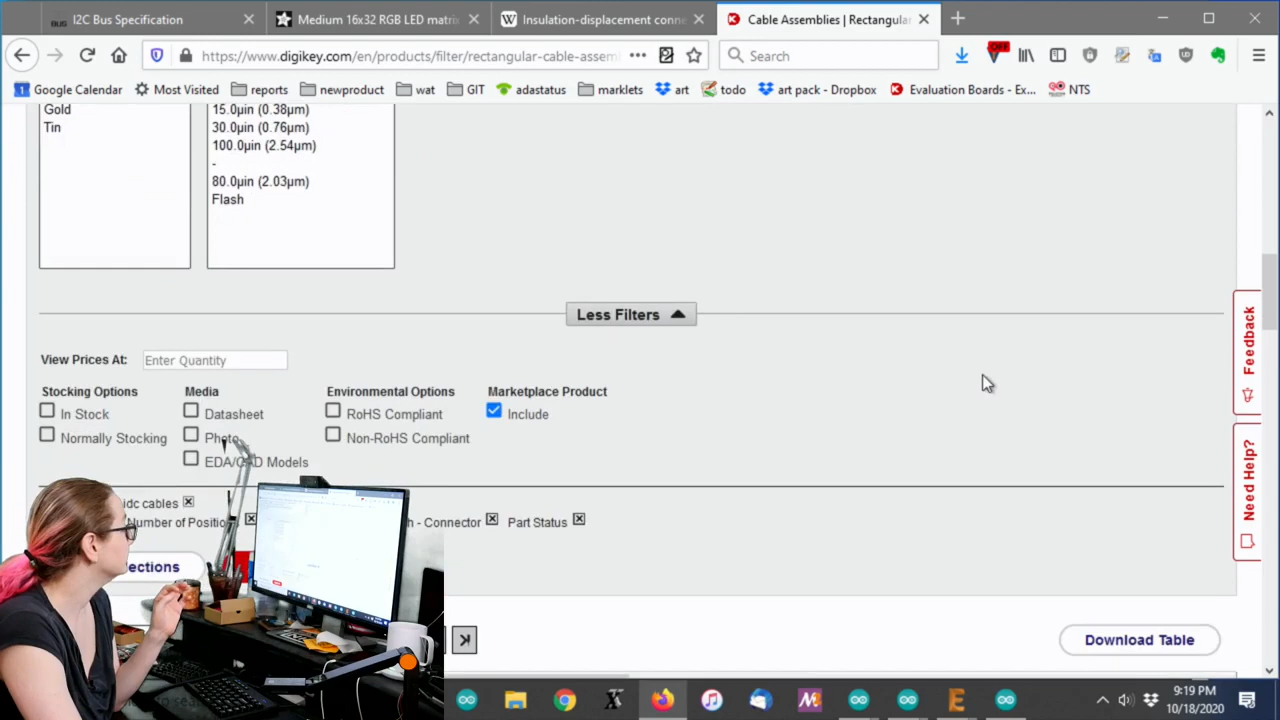 I2C Bus Specification
Medium 16x32 RGB LED matrix
Insulation-displacement conne
Cable Assemblies | Rectangula
https://www.digikey.com/en/products/filter/rectangular-cable-assem
Search
OFF
Google Calendar Most Visited reports newproduct wat GIT adastatus marklets art todo art pack - Dropbox Evaluation Boards - Ex... NTS
Gold
Tin
15.0µin (0.38µm)
30.0µin (0.76µm)
100.0µin (2.54µm)
-
80.0µin (2.03µm)
Flash
Less Filters
View Prices At: Enter Quantity
Stocking Options
In Stock
Normally Stocking
Media
Datasheet
Photo
EDA/CAD Models
Environmental Options
RoHS Compliant
Non-RoHS Compliant
Marketplace Product
Include
idc cables
Number of Position
h - Connector Part Status
ections
Download Table
Feedback
Need Help?
9:19 PM
10/18/2020